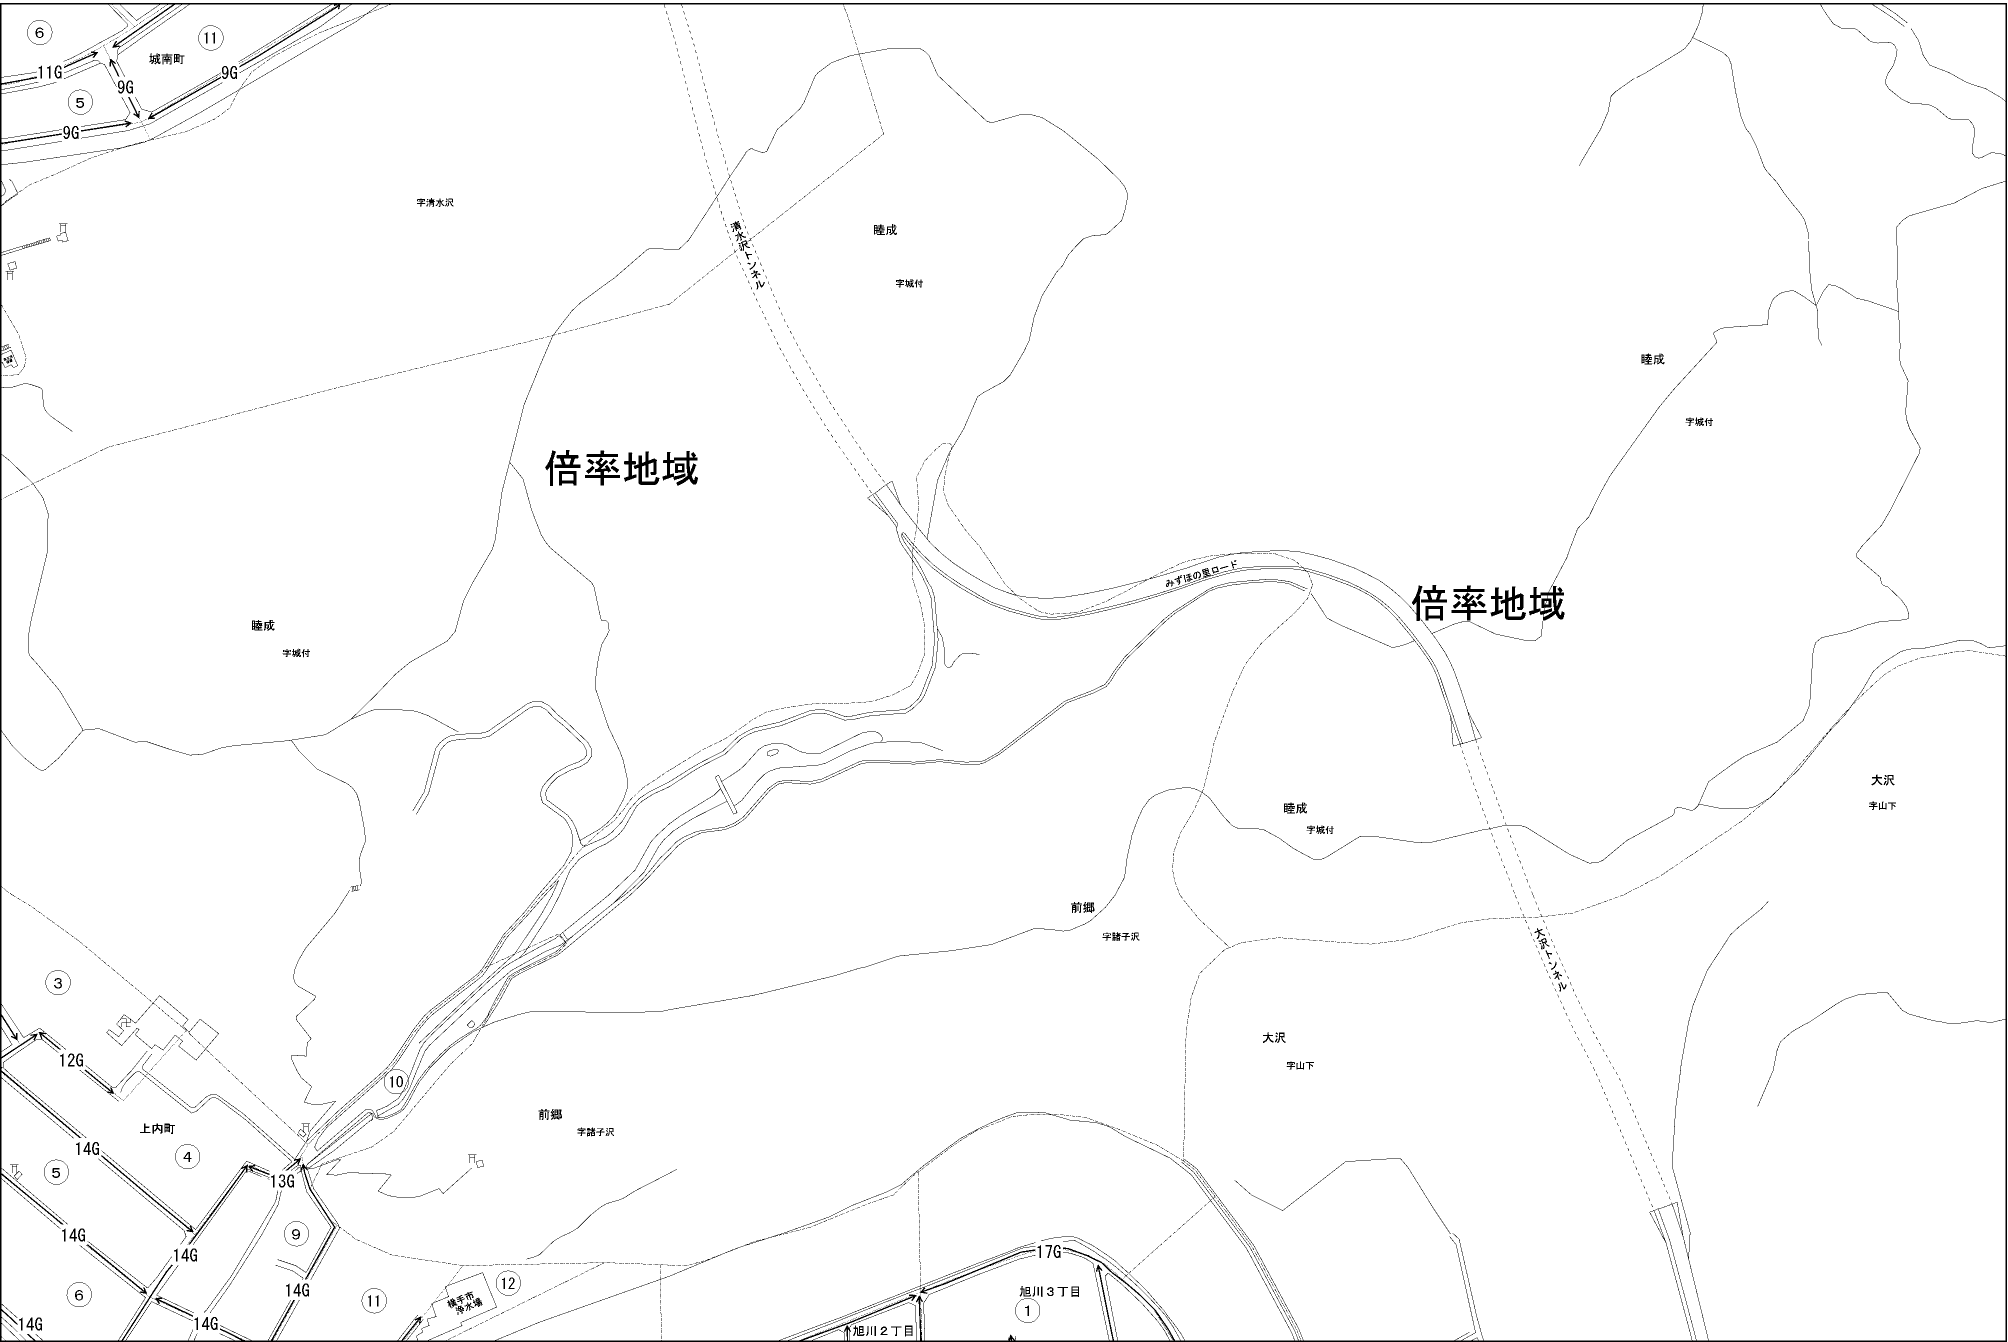 ⑥
⑪
城南町
11G
9G
9G
⑤
9G
字清水沢
清水沢トンネル
睦成
字城付
睦成
字城付
倍率地域
みずほの里ロード
倍率地域
睦成
字城付
大沢
字山下
睦成
字城付
前郷
字諸子沢
大沢トンネル
③
大沢
字山下
12G
⑩
前郷
字諸子沢
上内町
④
14G
⑤
13G
⑨
14G
14G
17G
14G
⑥
⑪
⑫
横手市
浄水場
旭川3丁目
①
14G
14G
旭川2丁目